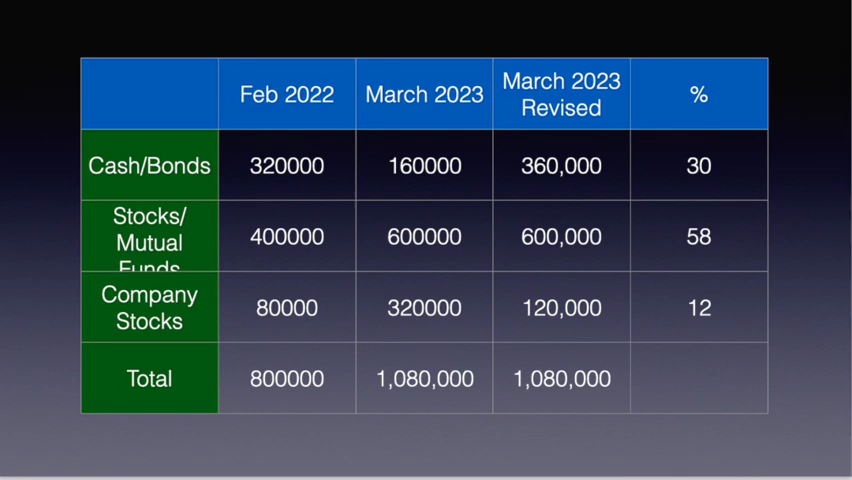 Feb 2022 March 2023 March 2023 Revised %
Cash/Bonds 320000 160000 360,000 30
Stocks/ Mutual Funds 400000 600000 600,000 58
Company Stocks 80000 320000 120,000 12
Total 800000 1,080,000 1,080,000